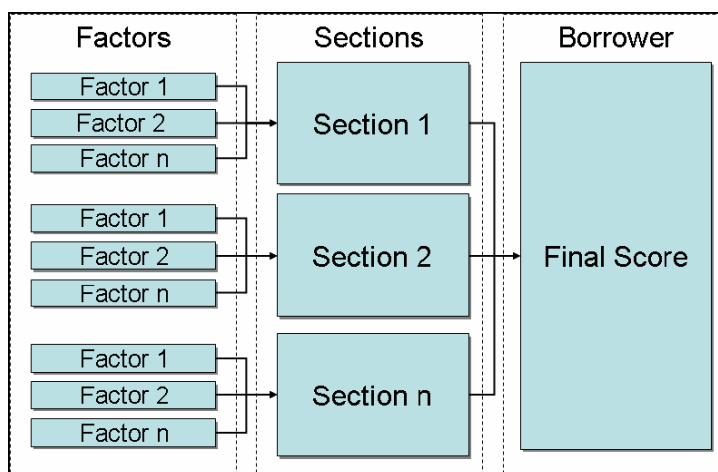 Factors
Factor 1
Factor 2
Factor n
Factor 1
Factor 2
Factor n
Factor 1
Factor 2
Factor n
Sections
Section 1
Section 2
Section n
Borrower
Final Score